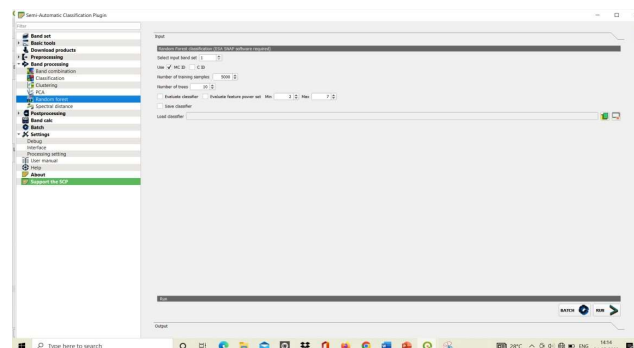 Semi-Automatic Classification Plugin
Filter
Band set
Basic tools
Download products
Preprocessing
Band processing
Band combination
Classification
Clustering
PCA
Random forest
Spectral distance
Postprocessing
Band calc
Batch
Settings
Debug
Interface
Processing setting
User manual
Help
About
Support the SCP
Input
Random Forest classification (ESA SNAP software required)
Select input band set 1
Use MC ID C ID
Number of training samples 5000
Number of trees 10
Evaluate classifier Evaluate feature power set Min 2 Max 7
Save classifier
Load classifier
Run
BATCH RUN
Output
Type here to search
28°C ENG 14:54